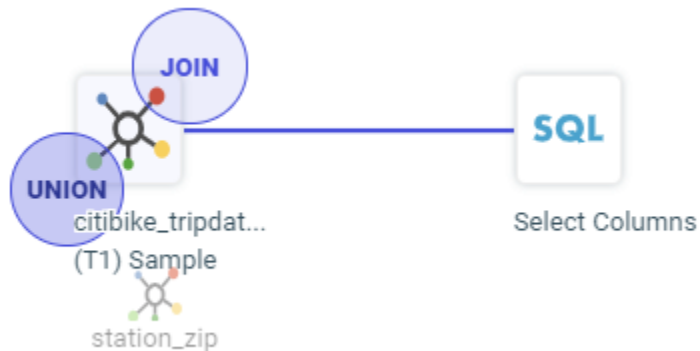 JOIN
UNION
SQL
citibike_tripdat...
(T1) Sample
Select Columns
station_zip